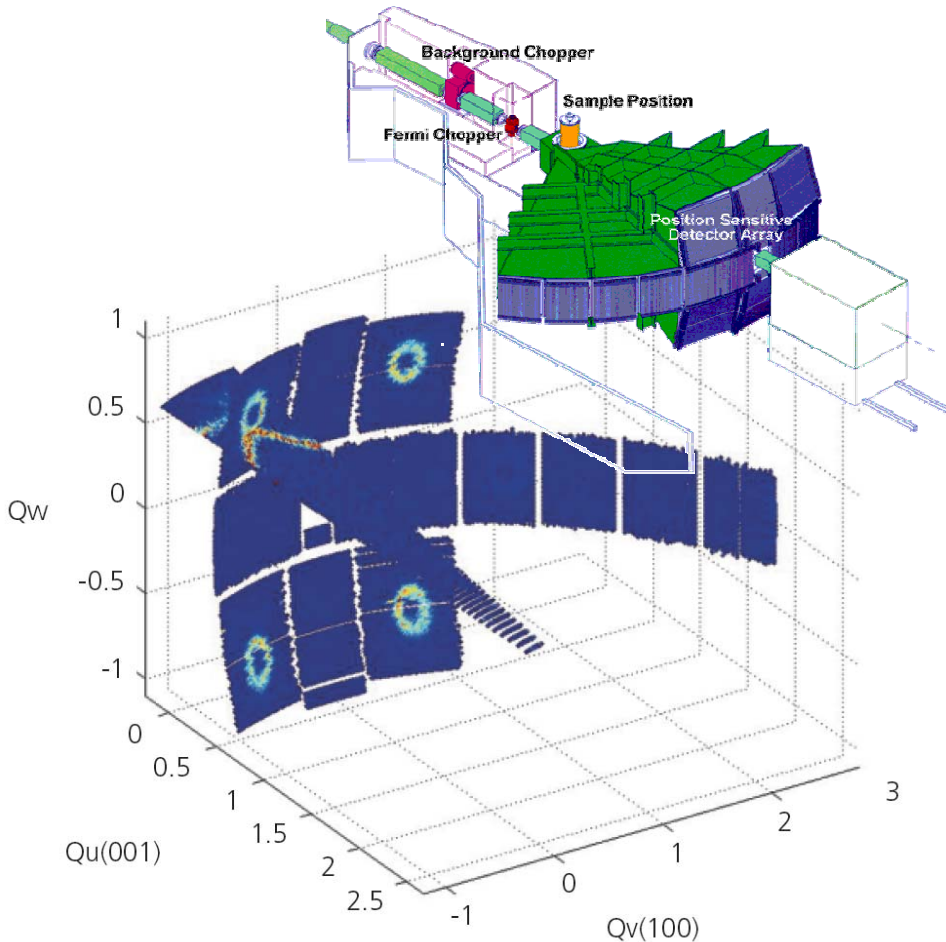 Background Chopper
Sample Position
Fermi Chopper
Position Sensitive
Detector Array
1
0.5
0
-0.5
-1
Qw
0
0.5
1
1.5
2
2.5
Qu(001)
-1
0
1
2
3
Qv(100)